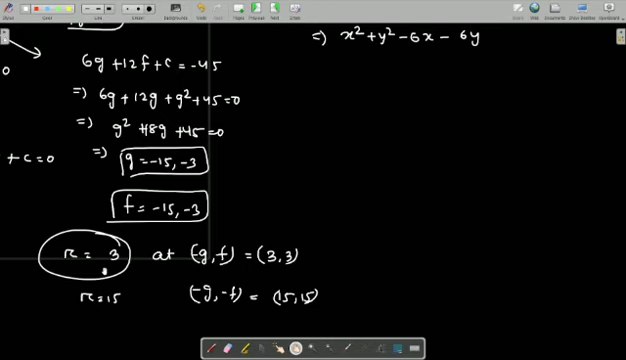 6g + 12f + c = -45
=) 6g + 12g + g² + 45 = 0
=) g² + 18g + 45 = 0
+ c = 0
=) g = -15, -3
f = -15, -3
r = 3 at (-g, f) = (3, 3)
r = 15 (-g, -f) = (15, 15)
=) x² + y² - 6x - 6y